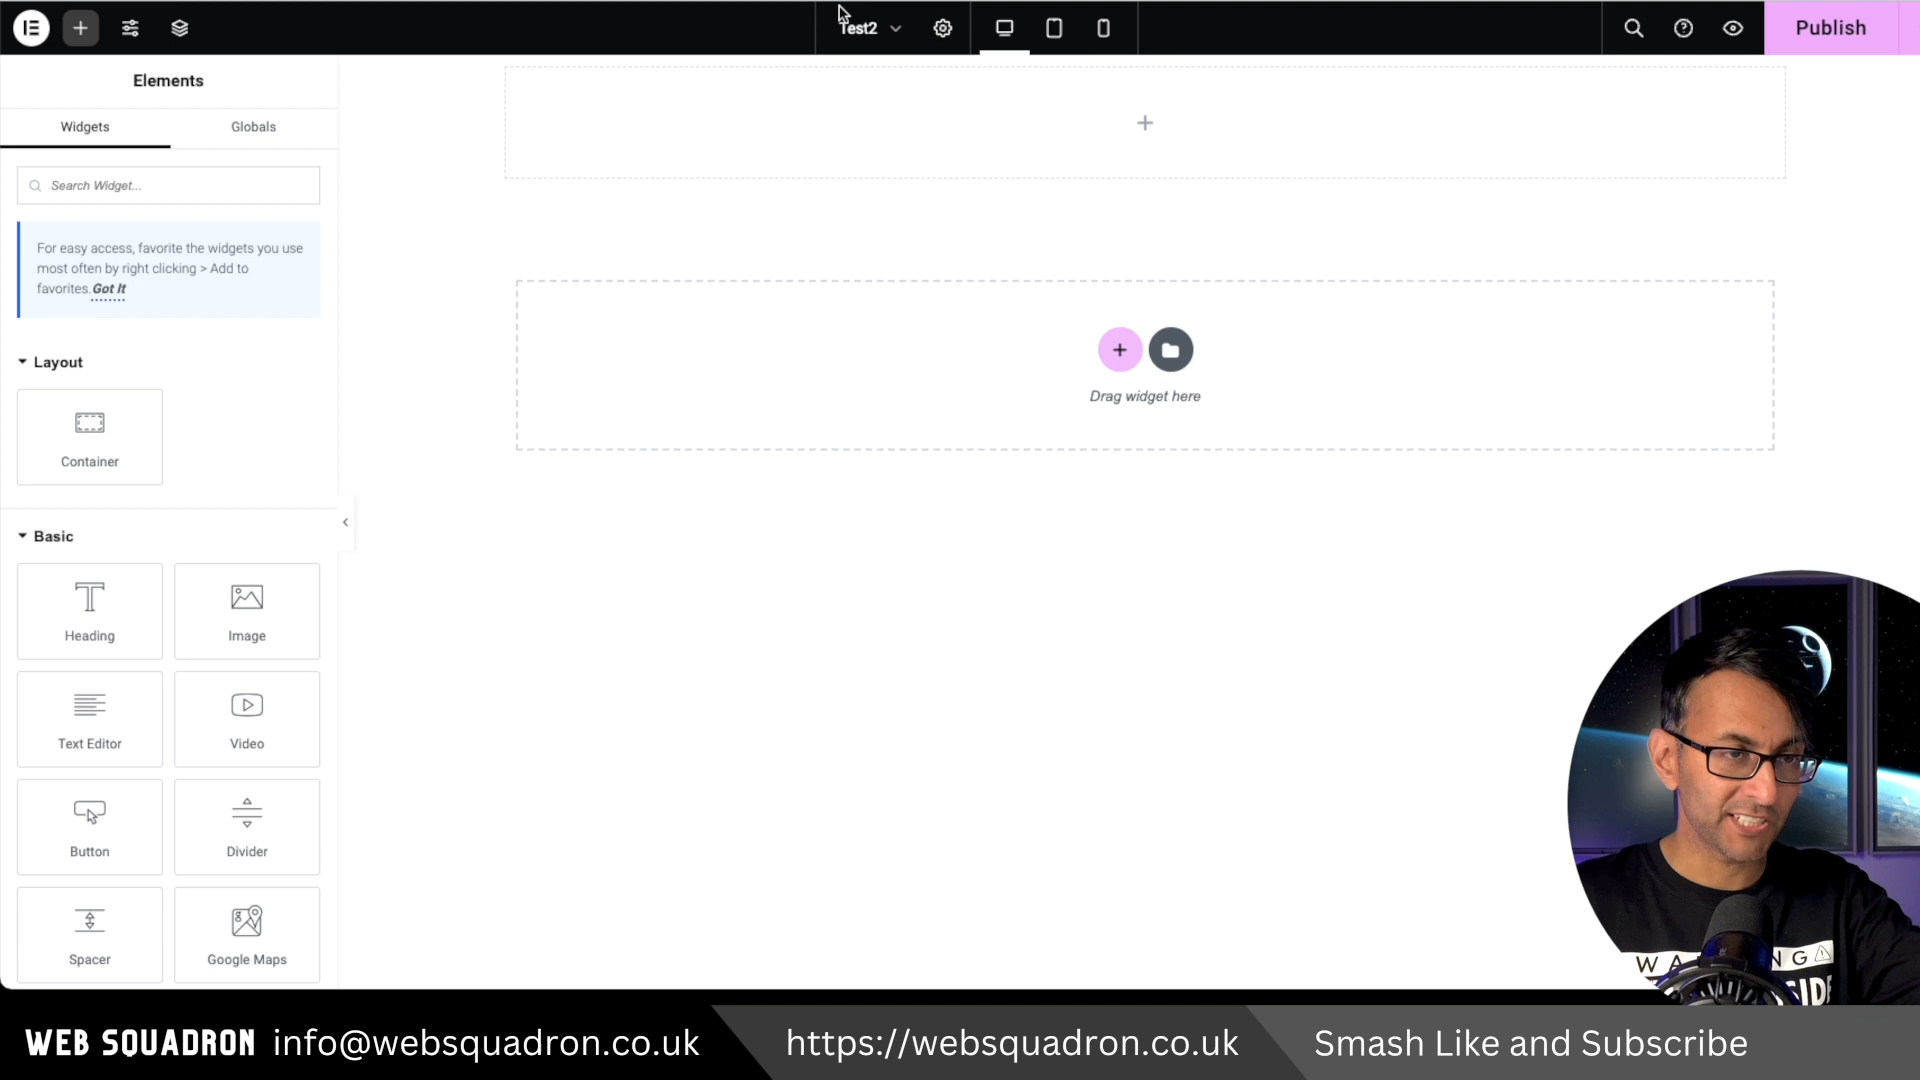 Test2
Publish
Elements
Widgets
Globals
Search Widget...
For easy access, favorite the widgets you use
most often by right clicking > Add to
favorites. Got It
Layout
Container
Basic
Heading
Image
Text Editor
Video
Button
Divider
Spacer
Google Maps
Drag widget here
WEB SQUADRON info@websquadron.co.uk
https://websquadron.co.uk
Smash Like and Subscribe